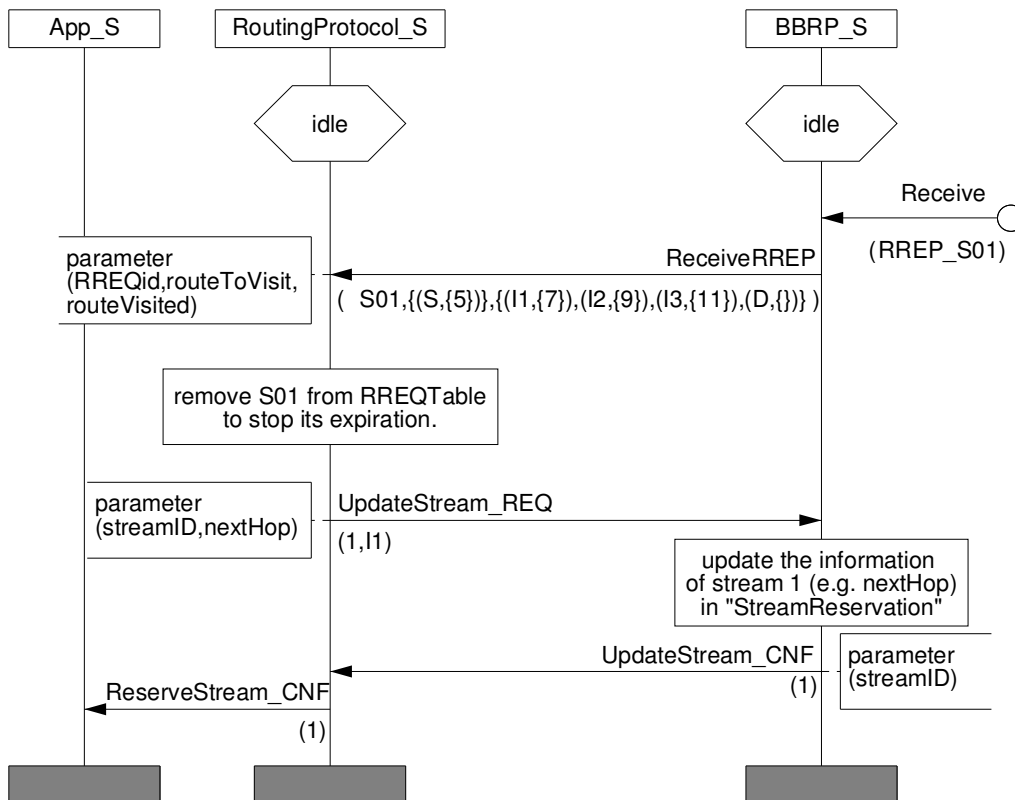 App_S
RoutingProtocol_S
BBRP_S
idle
idle
Receive
(RREP_S01)
ReceiveRREP
parameter
(RREQid,routeToVisit,
routeVisited)
( S01,{(S,{5})},{(I1,{7}),(I2,{9}),(I3,{11}),(D,{})} )
remove S01 from RREQTable
to stop its expiration.
parameter
(streamID,nextHop)
UpdateStream_REQ
(1,I1)
update the information
of stream 1 (e.g. nextHop)
in "StreamReservation"
UpdateStream_CNF
(1)
parameter
(streamID)
ReserveStream_CNF
(1)